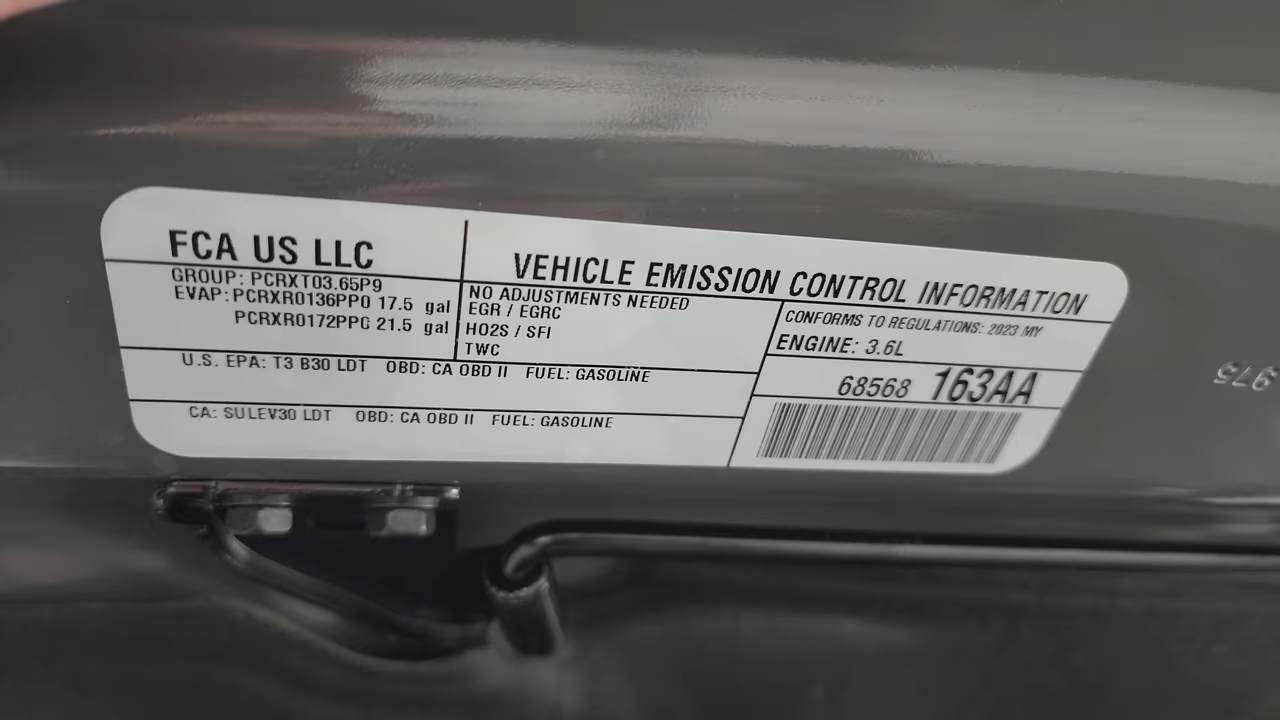 FCA US LLC
GROUP: PCRXT03.65P9
EVAP: PCRXR0136PP0 17.5 gal
PCRXR0172PP0 21.5 gal
VEHICLE EMISSION CONTROL INFORMATION
NO ADJUSTMENTS NEEDED
EGR / EGRC
HO2S / SFI
TWC
CONFORMS TO REGULATIONS: 2023 MY
ENGINE: 3.6L
U.S. EPA: T3 B30 LDT OBD: CA OBD II FUEL: GASOLINE
CA: SULEV30 LDT OBD: CA OBD II FUEL: GASOLINE
68568 163AA
975